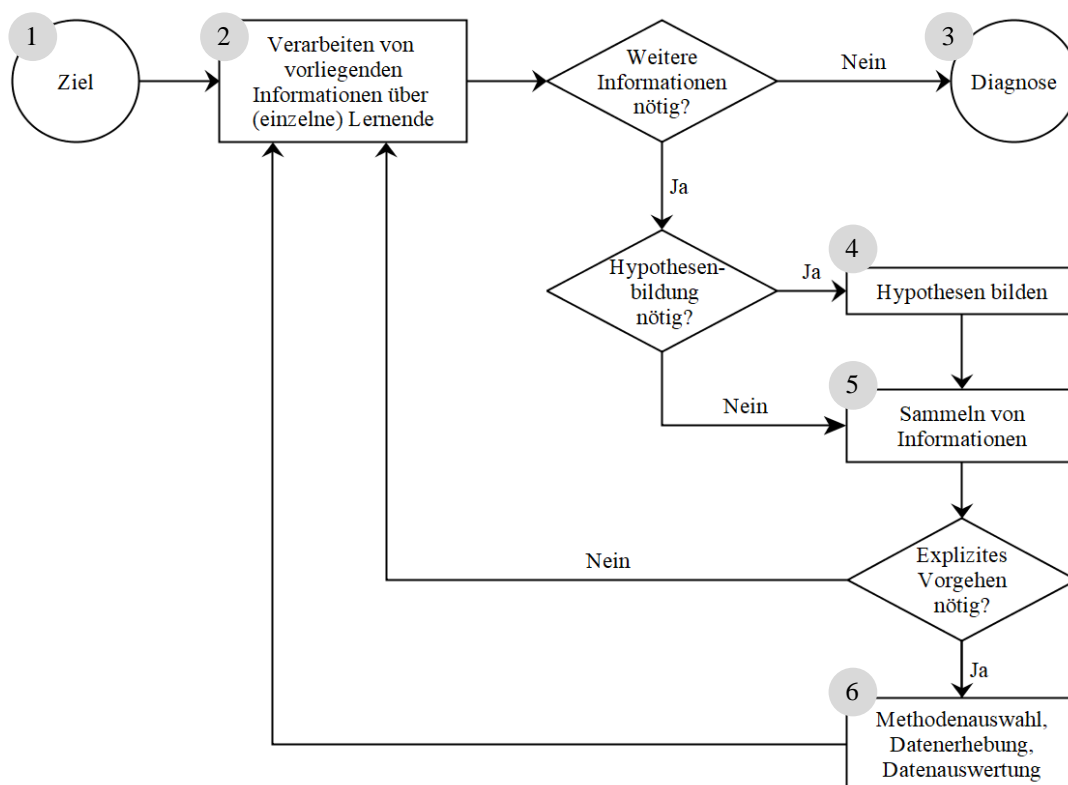 1
Ziel
2
Verarbeiten von
vorliegenden
Informationen über
(einzelne) Lernende
Weitere
Informationen
nötig?
Nein
3
Diagnose
Ja
Hypothesen-
bildung
nötig?
Ja
4
Hypothesen bilden
Nein
5
Sammeln von
Informationen
Nein
Explizites
Vorgehen
nötig?
Ja
6
Methodenauswahl,
Datenerhebung,
Datenauswertung